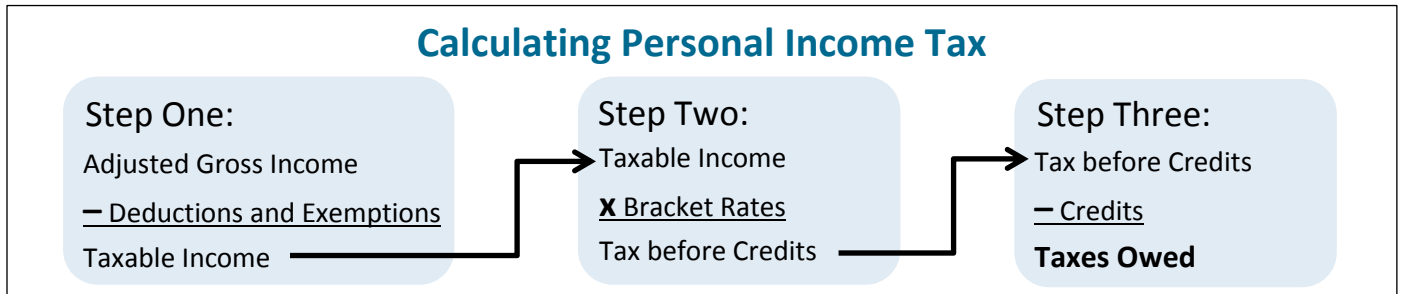 Calculating Personal Income Tax
Step One:
Adjusted Gross Income
– Deductions and Exemptions
Taxable Income
Step Two:
Taxable Income
X Bracket Rates
Tax before Credits
Step Three:
Tax before Credits
– Credits
Taxes Owed